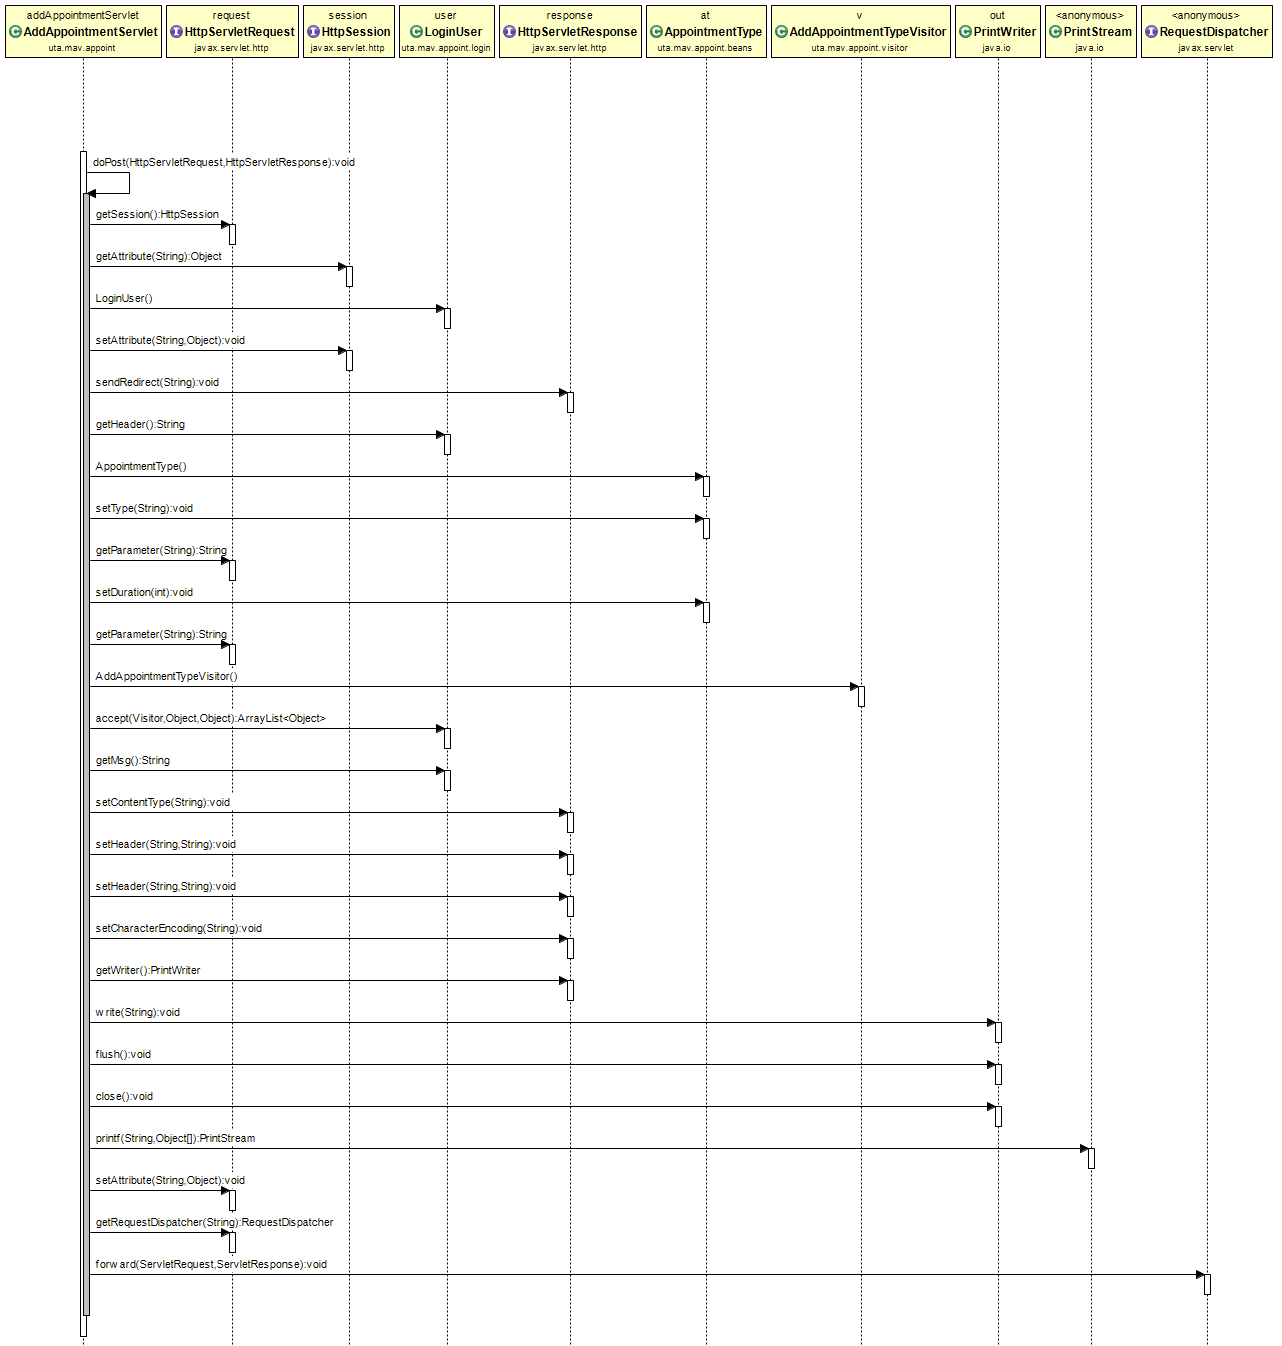 addAppointmentServlet
C AddAppointmentServlet
uta.mav.appoint
request
I HttpServletRequest
javax.servlet.http
session
I HttpSession
javax.servlet.http
user
C LoginUser
uta.mav.appoint.login
response
I HttpServletResponse
javax.servlet.http
at
C AppointmentType
uta.mav.appoint.beans
v
C AddAppointmentTypeVisitor
uta.mav.appoint.visitor
out
C PrintWriter
java.io
<anonymous>
C PrintStream
java.io
<anonymous>
I RequestDispatcher
javax.servlet
doPost(HttpServletRequest,HttpServletResponse):void
getSession():HttpSession
getAttribute(String):Object
LoginUser()
setAttribute(String,Object):void
sendRedirect(String):void
getHeader():String
AppointmentType()
setType(String):void
getParameter(String):String
setDuration(int):void
getParameter(String):String
AddAppointmentTypeVisitor()
accept(Visitor,Object,Object):ArrayList<Object>
getMsg():String
setContentType(String):void
setHeader(String,String):void
setHeader(String,String):void
setCharacterEncoding(String):void
getWriter():PrintWriter
write(String):void
flush():void
close():void
printf(String,Object[]):PrintStream
setAttribute(String,Object):void
getRequestDispatcher(String):RequestDispatcher
forward(ServletRequest,ServletResponse):void